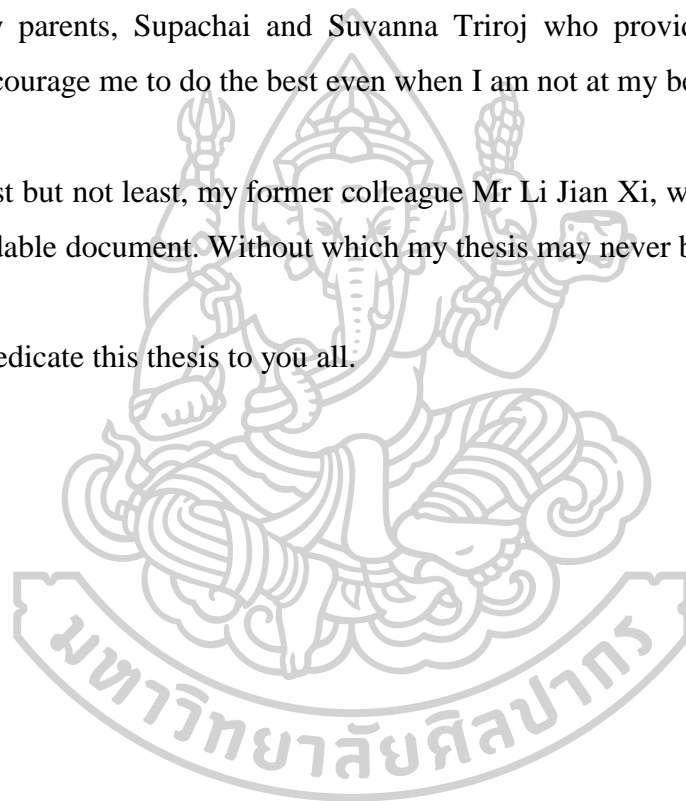 parents, Supachai and Suvanna Triroj who provid
courage me to do the best even when I am not at my be
st but not least, my former colleague Mr Li Jian Xi, w
dable document. Without which my thesis may never b
edicate this thesis to you all.
มหาวิทยาลัยศิลปากร